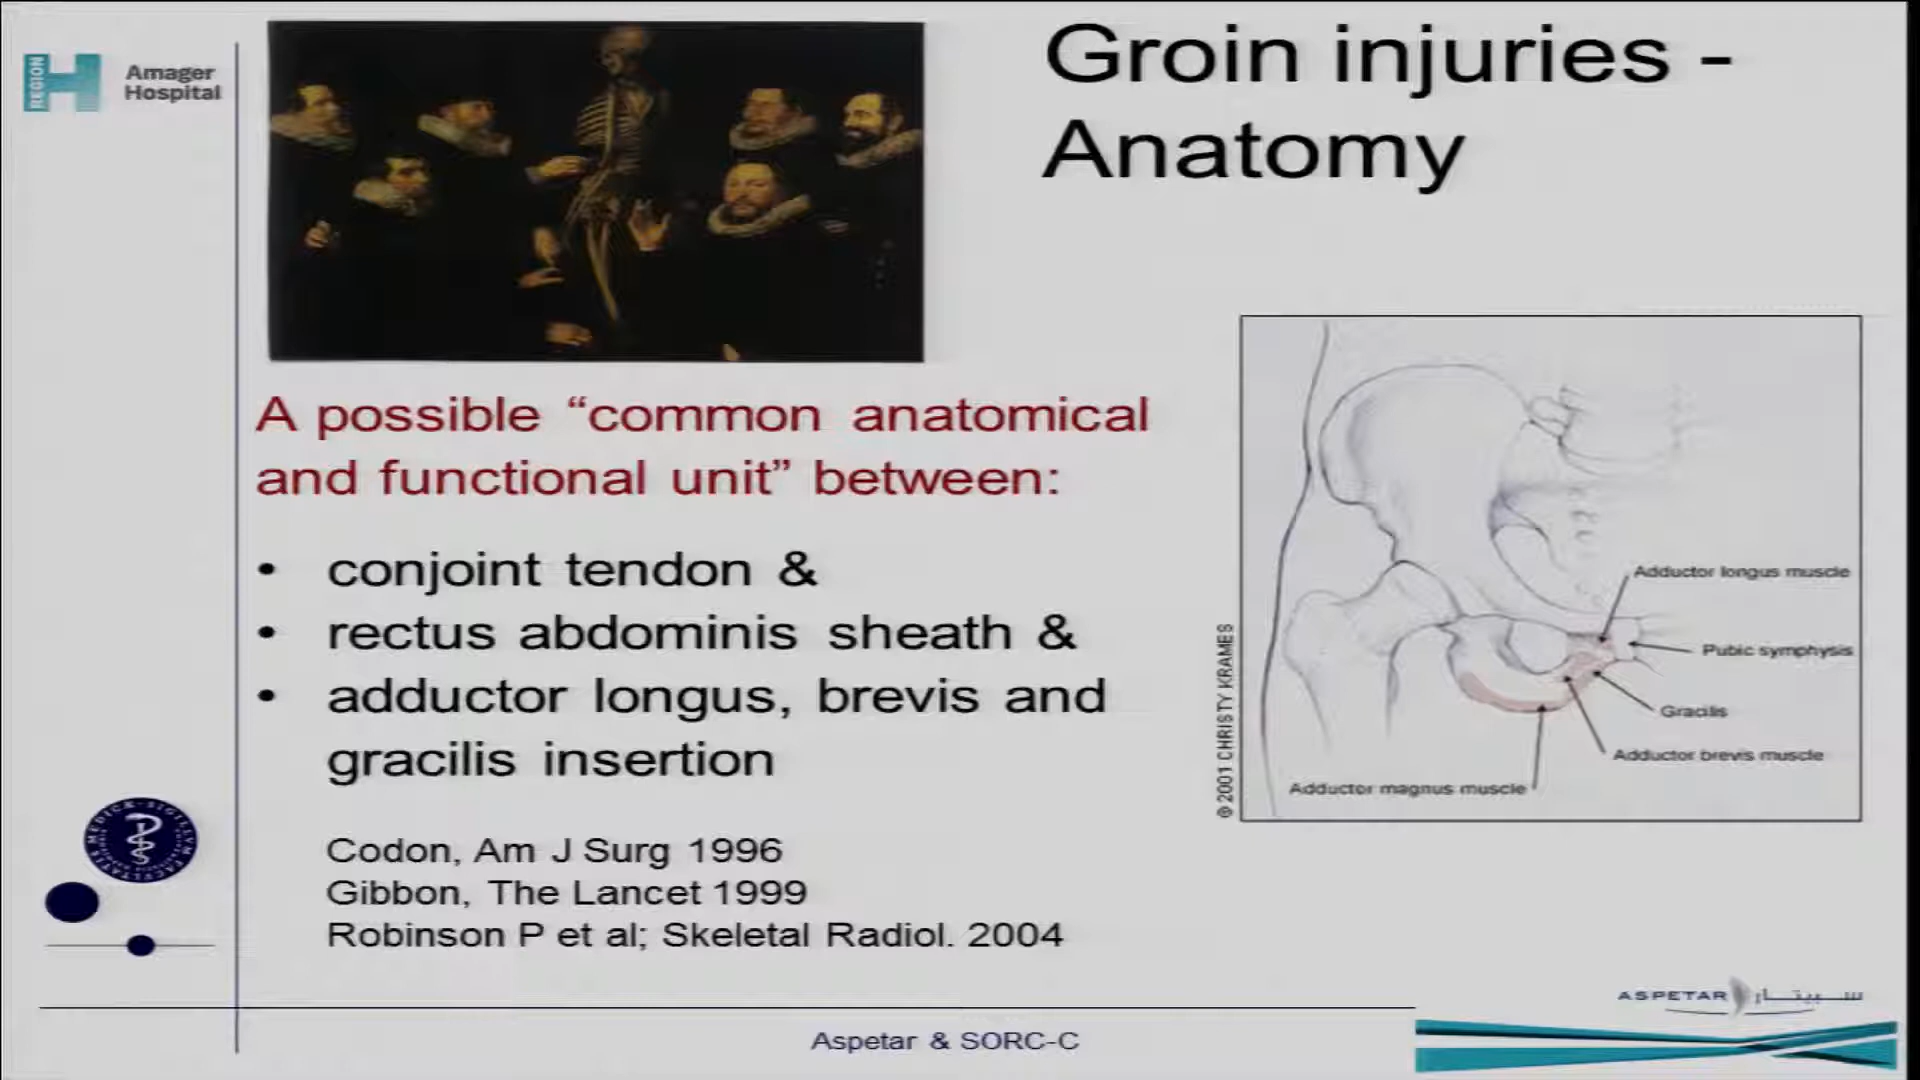 REGION
Amager
Hospital
Groin injuries -
Anatomy
A possible “common anatomical
and functional unit” between:
• conjoint tendon &
• rectus abdominis sheath &
• adductor longus, brevis and
gracilis insertion
Codon, Am J Surg 1996
Gibbon, The Lancet 1999
Robinson P et al; Skeletal Radiol. 2004
Adductor longus muscle
Pubic symphysis
Gracilis
Adductor brevis muscle
Adductor magnus muscle
© 2001 CHRISTY KRAMES
ASPETAR سبيتار
Aspetar & SORC-C